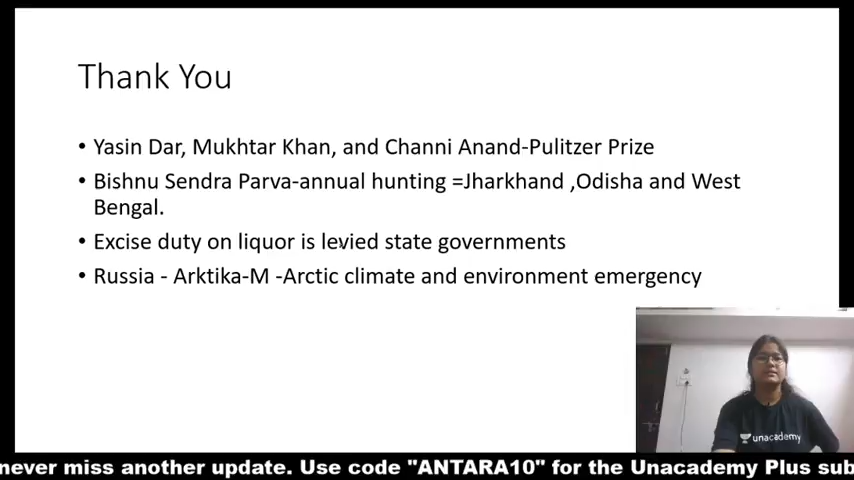 Thank You
• Yasin Dar, Mukhtar Khan, and Channi Anand-Pulitzer Prize
• Bishnu Sendra Parva-annual hunting =Jharkhand ,Odisha and West
Bengal.
• Excise duty on liquor is levied state governments
• Russia - Arktika-M -Arctic climate and environment emergency
unacademy
never miss another update. Use code "ANTARA10" for the Unacademy Plus sub